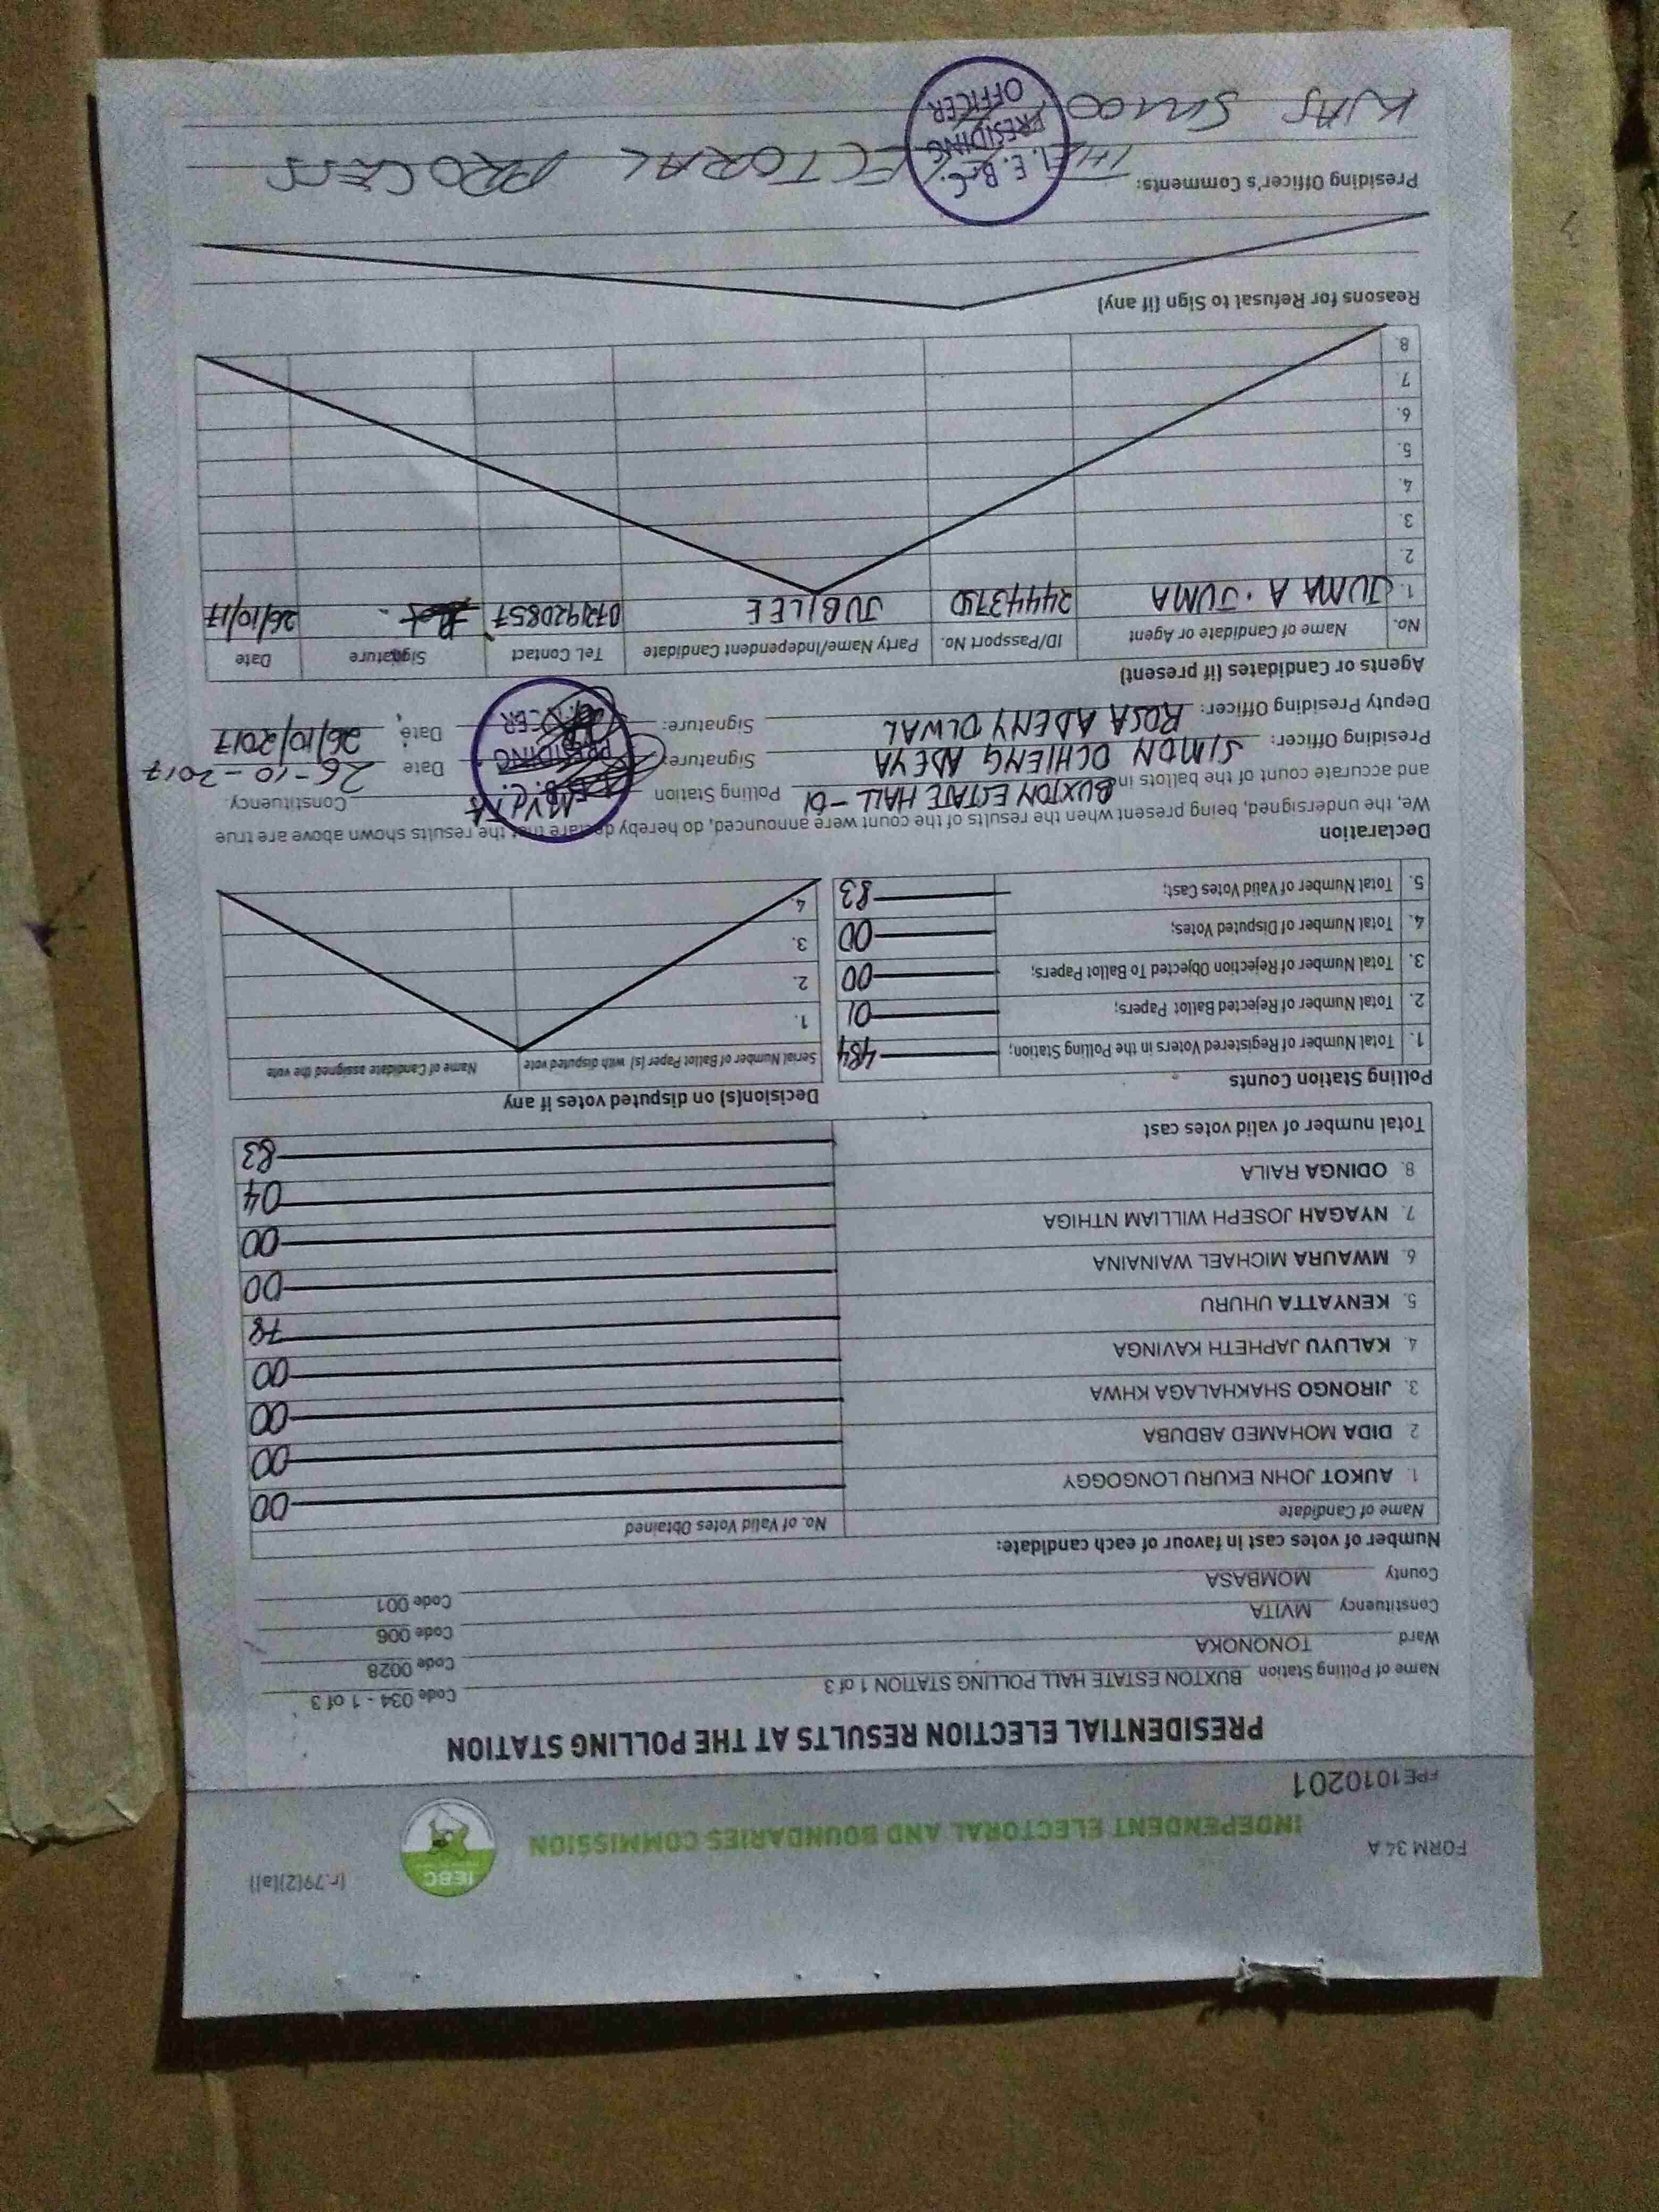 FORM 34 A
(r.79(2)(a))
INDEPENDENT ELECTORAL AND BOUNDARIES COMMISSION
IEBC
FPE1010201
PRESIDENTIAL ELECTION RESULTS AT THE POLLING STATION
Name of Polling Station BUXTON ESTATE HALL POLLING STATION 1 of 3 Code 034 - 1 of 3
Ward TONONOKA Code 0028
Constituency MVITA Code 006
County MOMBASA Code 001
Number of votes cast in favour of each candidate:
Name of Candidate No. of Valid Votes Obtained
1. AUKOT JOHN EKURU LONGOGGY 00
2 DIDA MOHAMED ABDUBA 00
3. JIRONGO SHAKHALAGA KHWA 00
4 KALUYU JAPHETH KAVINGA 00
5. KENYATTA UHURU 79
6. MWAURA MICHAEL WAINAINA 00
7. NYAGAH JOSEPH WILLIAM NTHIGA 00
8. ODINGA RAILA 04
Total number of valid votes cast 83
Polling Station Counts
1. Total Number of Registered Voters in the Polling Station; 484
2. Total Number of Rejected Ballot Papers; 01
3. Total Number of Rejection Objected To Ballot Papers; 00
4. Total Number of Disputed Votes; 00
5. Total Number of Valid Votes Cast; 83
Decision(s) on disputed votes if any
Serial Number of Ballot Paper (s) with disputed vote Name of Candidate assigned the vote
1.
2.
3.
4.
Declaration
We, the undersigned, being present when the results of the count were announced, do hereby declare that the results shown above are true
and accurate count of the ballots in BUXTON ESTATE HALL - 01 Polling Station MVITA Constituency.
Presiding Officer: SIMON OCHIENG ADEYA Signature: Date 26-10-2017
Deputy Presiding Officer: ROSA ADENY OLWAL Signature: Date, 26/10/2017
I.E.B.C. PRESIDING OFFICER
Agents or Candidates (if present)
No. Name of Candidate or Agent ID/Passport No. Party Name/Independent Candidate Tel. Contact Signature Date
1. JUMA A. JUMA JUBILEE 0721920857 26/10/17
2.
3.
4.
5.
6.
7.
8.
Reasons for Refusal to Sign (if any)
Presiding Officer's Comments: THE ECTORAL PROCESS
WAS SMOO
I.E.B.C. PRESIDING OFFICER